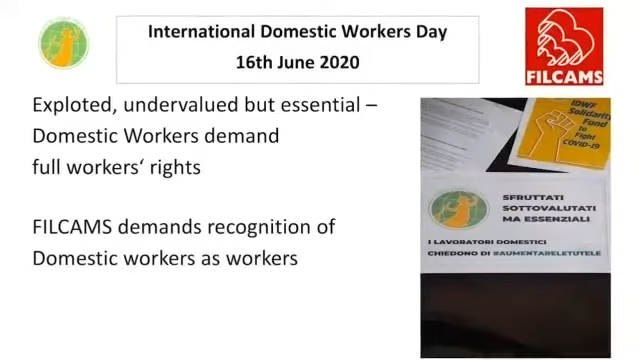 International Domestic Workers Day
16th June 2020
FILCAMS
Exploted, undervalued but essential –
Domestic Workers demand
full workers‘ rights
FILCAMS demands recognition of
Domestic workers as workers
IDWF
Solidarity
Fund
to
Fight
COVID-19
SFRUTTATI
SOTTOVALUTATI
MA ESSENZIALI
I LAVORATORI DOMESTICI
CHIEDONO DI #AUMENTARELETUTELE